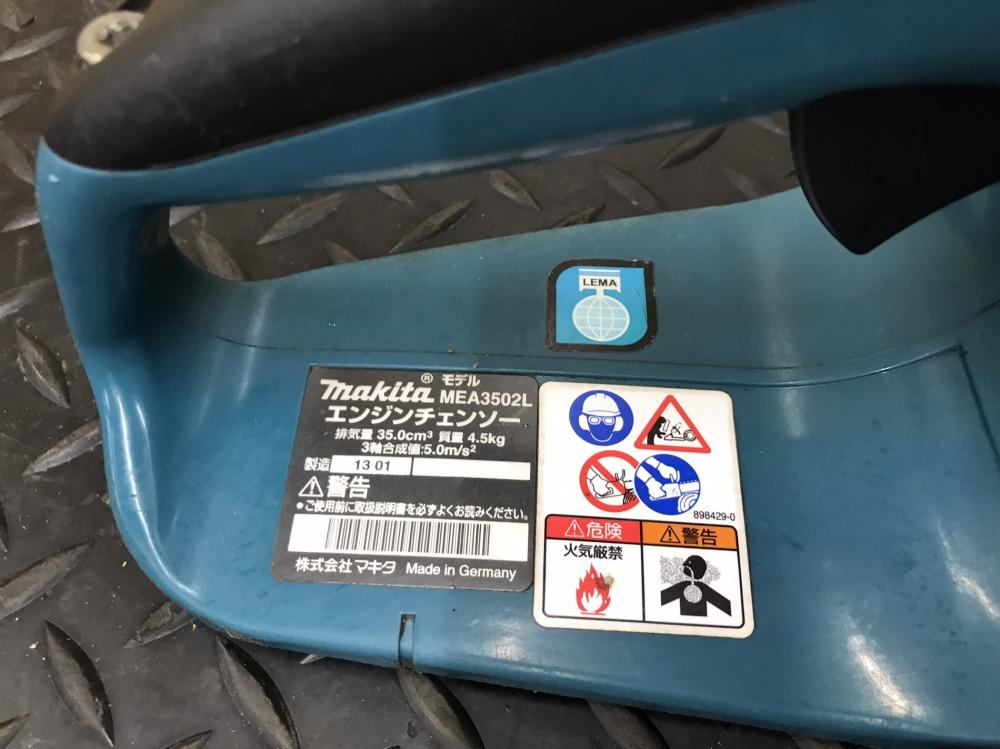 LEMA
makita® モデル MEA3502L
エンジンチェンソー
排気量 35.0cm³ 質量 4.5kg
3軸合成値:5.0m/s²
製造 13 01
⚠警告
●ご使用前に取扱説明書を必ずよくお読みください。
株式会社 マキタ Made in Germany
898429-0
⚠危険
火気厳禁
⚠警告